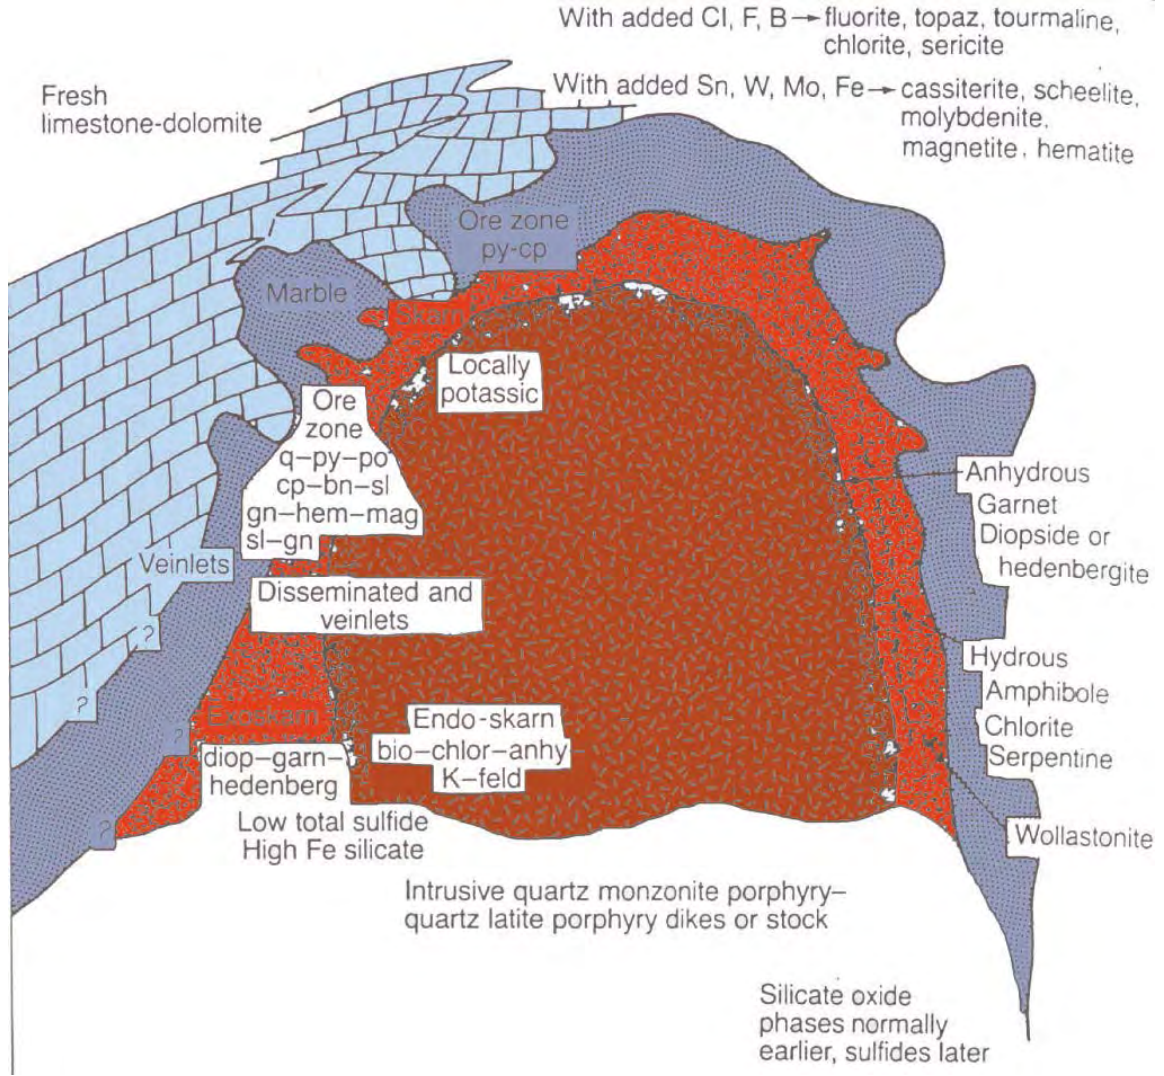 With added Cl, F, B → fluorite, topaz, tourmaline,
chlorite, sericite
With added Sn, W, Mo, Fe → cassiterite, scheelite,
molybdenite,
magnetite, hematite
Fresh
limestone-dolomite
Ore zone
py-cp
Marble
Skarn
Locally
potassic
Ore
zone
q–py–po
cp–bn–sl
gn–hem–mag
sl–gn
Veinlets
Disseminated and
veinlets
Anhydrous
Garnet
Diopside or
hedenbergite
?
?
?
?
Hydrous
Amphibole
Chlorite
Serpentine
Exoskarn
diop–garn–
hedenberg
Endo-skarn
bio–chlor–anhy
K–feld
Low total sulfide
High Fe silicate
Wollastonite
Intrusive quartz monzonite porphyry–
quartz latite porphyry dikes or stock
Silicate oxide
phases normally
earlier, sulfides later